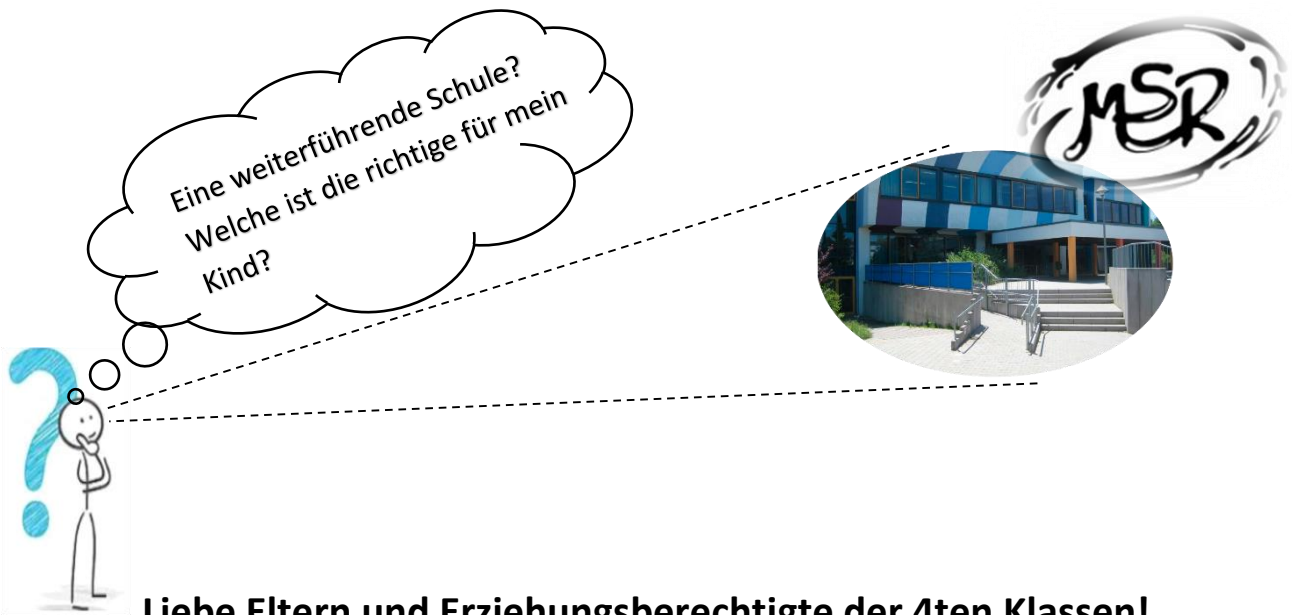 Eine weiterführende Schule?
Welche ist die richtige für mein
Kind?
MSR
Liebe Eltern und Erziehungsberechtigte der 4ten Klassen!